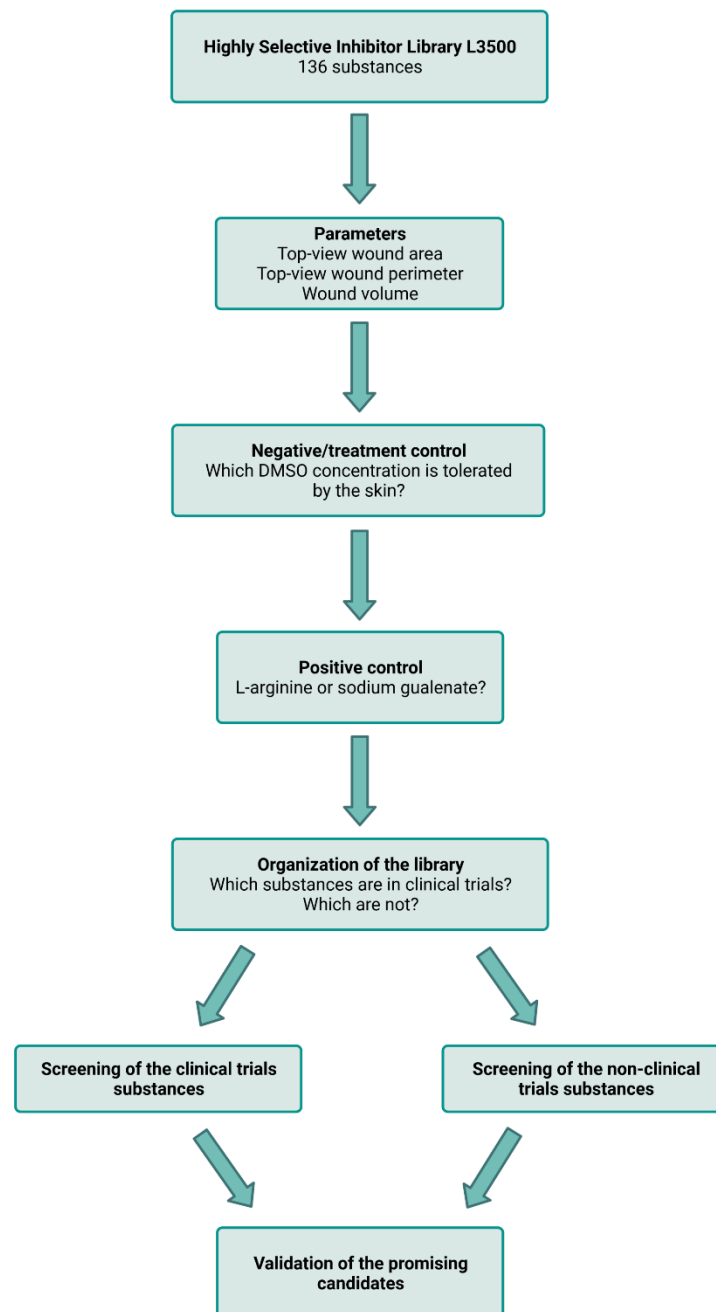 Highly Selective Inhibitor Library L3500
136 substances
Parameters
Top-view wound area
Top-view wound perimeter
Wound volume
Negative/treatment control
Which DMSO concentration is tolerated
by the skin?
Positive control
L-arginine or sodium gualenate?
Organization of the library
Which substances are in clinical trials?
Which are not?
Screening of the clinical trials
substances
Screening of the non-clinical
trials substances
Validation of the promising
candidates